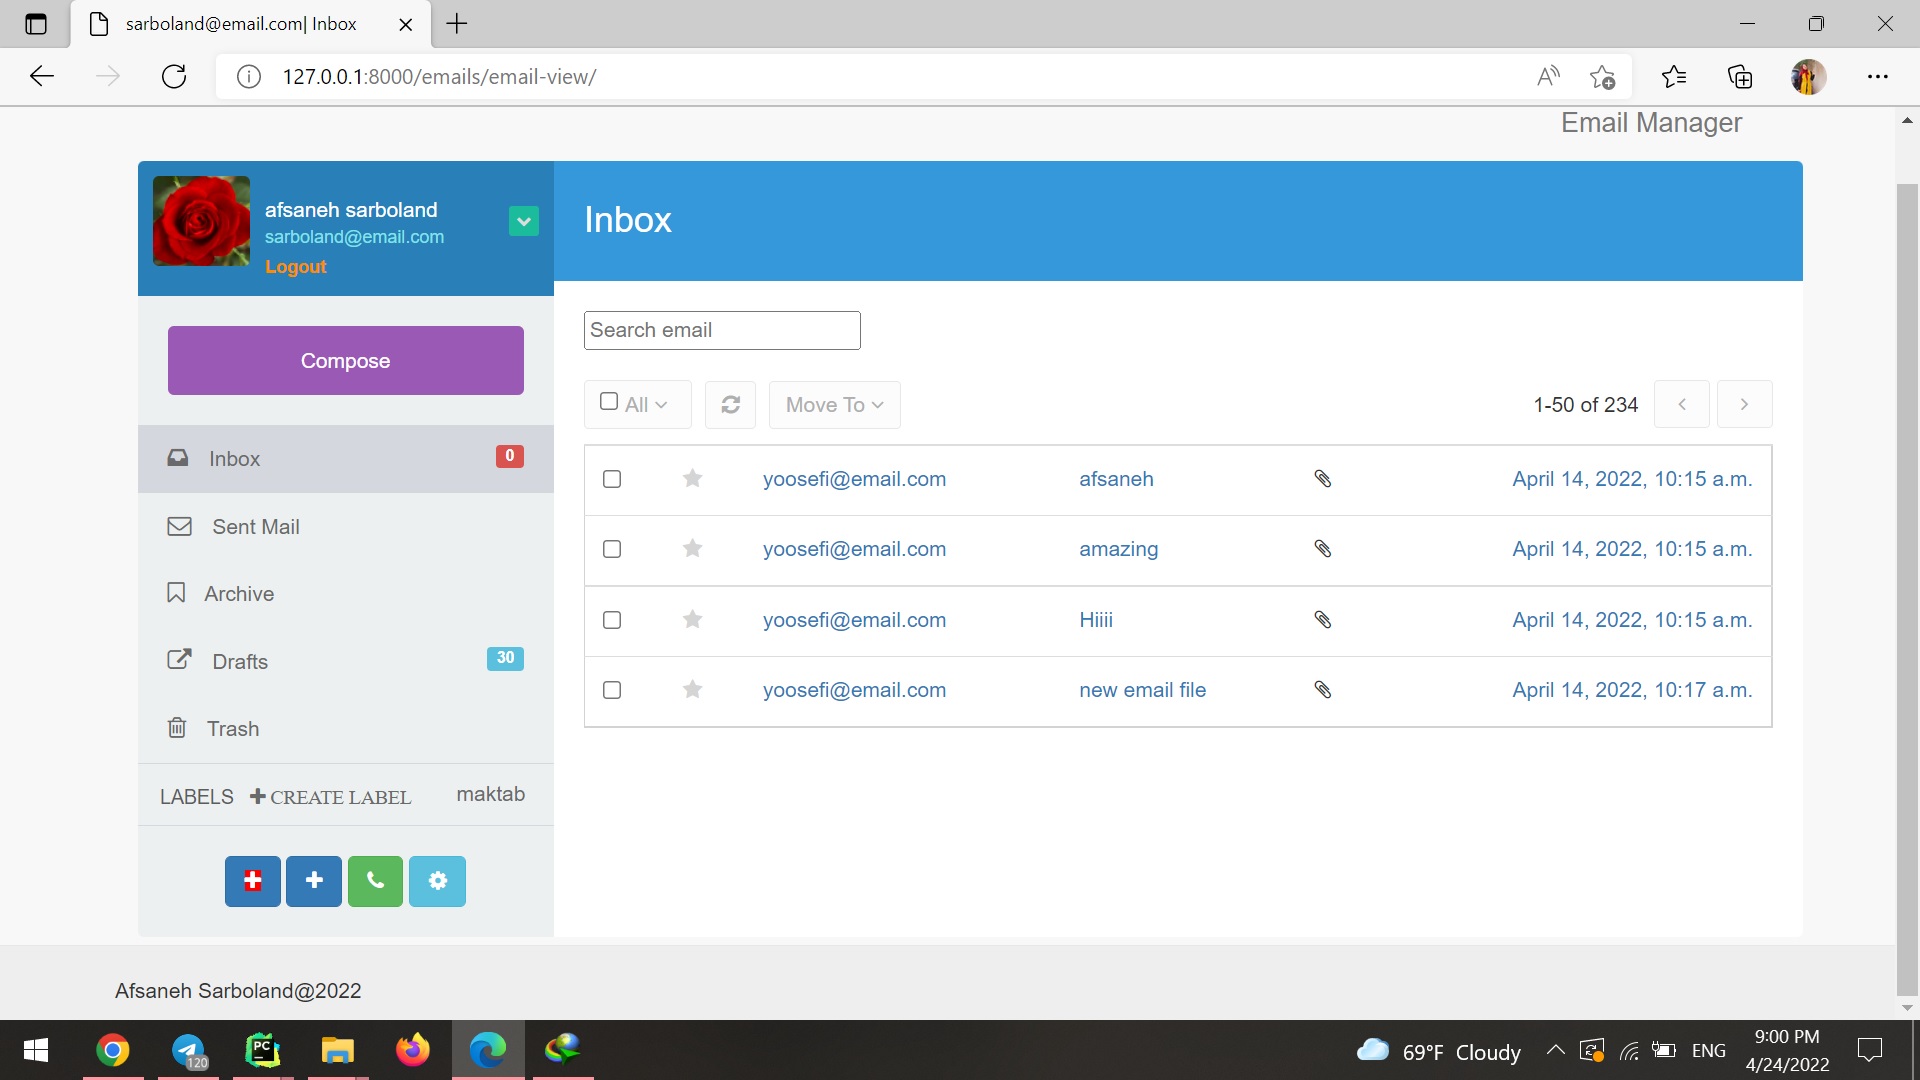 sarboland@email.com| Inbox
127.0.0.1:8000/emails/email-view/
Email Manager
afsaneh sarboland
sarboland@email.com
Logout
Inbox
Compose
Search email
All
Move To
1-50 of 234
Inbox 0
Sent Mail
Archive
Drafts 30
Trash
LABELS CREATE LABEL maktab
yoosefi@email.com afsaneh April 14, 2022, 10:15 a.m.
yoosefi@email.com amazing April 14, 2022, 10:15 a.m.
yoosefi@email.com Hiiii April 14, 2022, 10:15 a.m.
yoosefi@email.com new email file April 14, 2022, 10:17 a.m.
Afsaneh Sarboland@2022
120
PC
69°F Cloudy
ENG
9:00 PM
4/24/2022